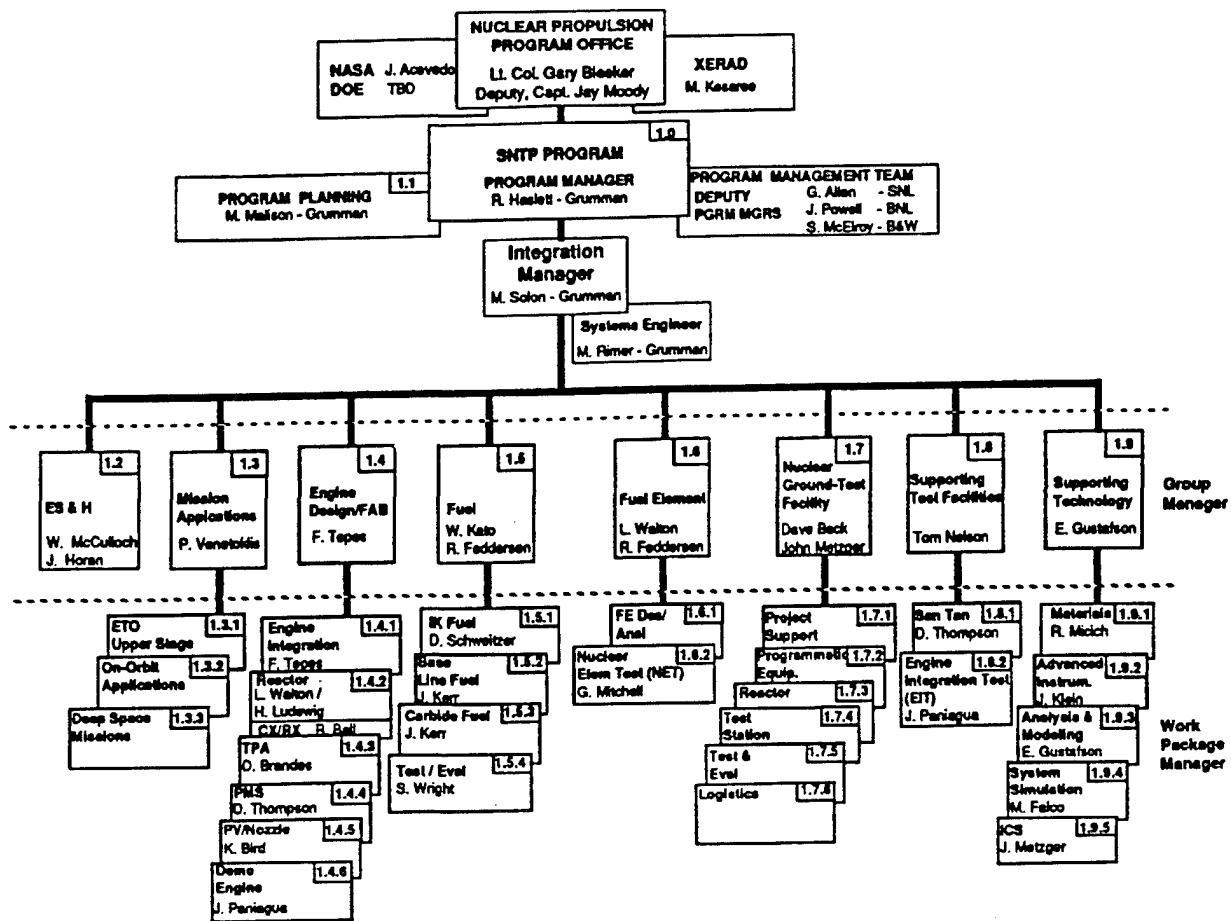 NUCLEAR PROPULSION
PROGRAM OFFICE
Lt. Col. Gary Bleeker
Deputy, Capt. Jay Moody
NASA J. Acevedo
DOE TBD
XERAD
M. Kasaree
1.0
SNTP PROGRAM
PROGRAM MANAGER
R. Haslett - Grumman
1.1
PROGRAM PLANNING
M. Malison - Grumman
PROGRAM MANAGEMENT TEAM
DEPUTY G. Allen - SNL
PGRM MGRS J. Powell - BNL
S. McElroy - B&W
Integration
Manager
M. Solon - Grumman
Systems Engineer
M. Rimer - Grumman
1.2
ES & H
W. McCulloch
J. Horan
1.3
Mission
Appications
P. Venetoklis
1.4
Engine
Design/FAB
F. Tepes
1.5
Fuel
W. Kato
R. Feddersen
1.6
Fuel Element
L. Walton
R. Feddersen
1.7
Nuclear
Ground-Test
Facility
Dave Beck
John Metzger
1.8
Supporting
Test Facilities
Tom Nelson
1.9
Supporting
Technology
E. Gustafson
Group
Manager
ETO
Upper Stage
1.3.1
On-Orbit
Applications
1.3.2
Deep Space
Missions
1.3.3
Engine
Integration
F. Tepes
1.4.1
Reactor
L. Walton /
H. Ludewig
1.4.2
CX/RX R. Ball
TPA
D. Brandes
1.4.3
PMS
D. Thompson
1.4.4
PV/Nozzle
K. Bird
1.4.5
Demo
Engine
J. Paniagua
1.4.6
IK Fuel
D. Schweitzer
1.5.1
Base
Line Fuel
J. Kerr
1.5.2
Carbide Fuel
J. Kerr
1.5.3
Test / Eval
S. Wright
1.5.4
FE Des/
Anal
1.6.1
Nuclear
Elem Test (NET)
G. Mitchell
1.6.2
Project
Support
1.7.1
Programmatic
Equip.
1.7.2
Reactor
1.7.3
Test
Station
1.7.4
Test &
Eval
1.7.5
Logistics
1.7.6
San Tan
D. Thompson
1.8.1
Engine
Integration Test
(EIT)
J. Paniagua
1.8.2
Materials
R. Micich
1.9.1
Advanced
Instrum.
J. Klein
1.9.2
Analysis &
Modeling
E. Gustafson
1.9.3
System
Simulation
M. Falco
1.9.4
ICS
J. Metzger
1.9.5
Work
Package
Manager